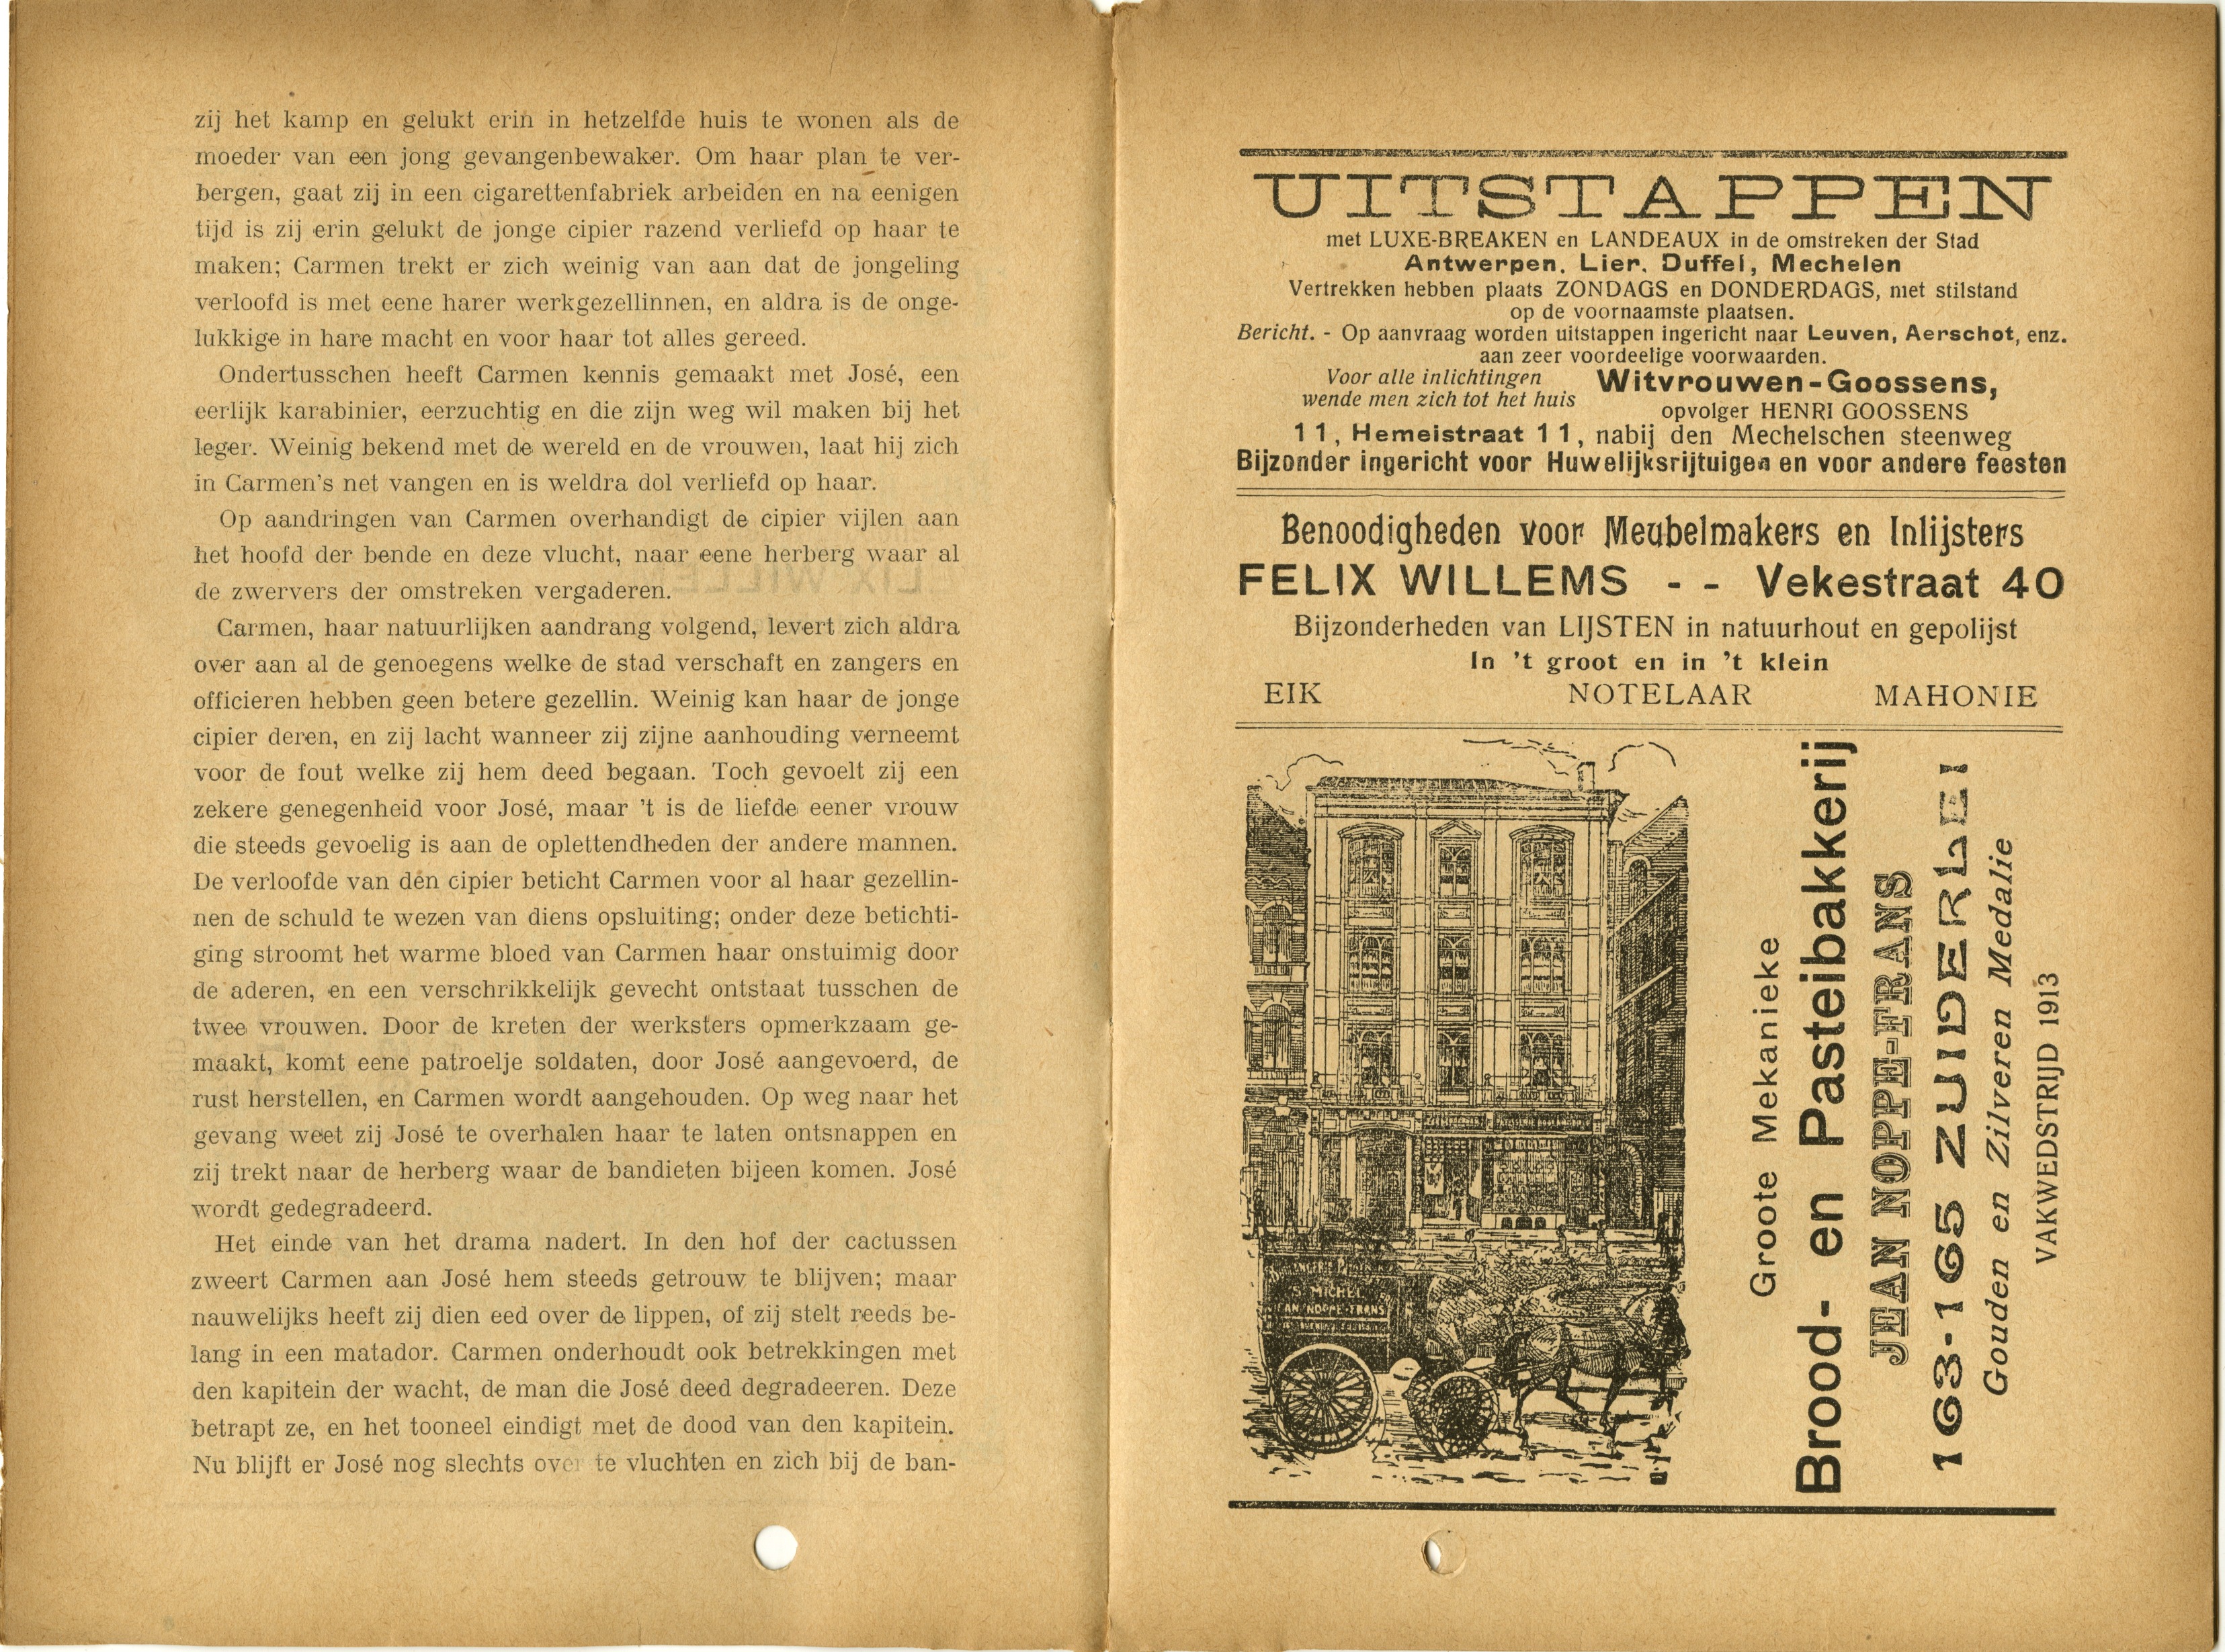 zij het kamp en gelukt erin in hetzelfde huis te wonen als de
moeder van een jong gevangenbewaker. Om haar plan te ver-
bergen, gaat zij in een cigarettenfabriek arbeiden en na eenigen
tijd is zij erin gelukt de jonge cipier razend verliefd op haar te
maken; Carmen trekt er zich weinig van aan dat de jongeling
verloofd is met eene harer werkgezellinnen, en aldra is de onge-
lukkige in hare macht en voor haar tot alles gereed.
Ondertusschen heeft Carmen kennis gemaakt met José, een
eerlijk karabinier, eerzuchtig en die zijn weg wil maken bij het
leger. Weinig bekend met de wereld en de vrouwen, laat hij zich
in Carmen's net vangen en is weldra dol verliefd op haar.
Op aandringen van Carmen overhandigt de cipier vijlen aan
het hoofd der bende en deze vlucht, naar eene herberg waar al
de zwervers der omstreken vergaderen.
Carmen, haar natuurlijken aandrang volgend, levert zich aldra
over aan al de genoegens welke de stad verschaft en zangers en
officieren hebben geen betere gezellin. Weinig kan haar de jonge
cipier deren, en zij lacht wanneer zij zijne aanhouding verneemt
voor de fout welke zij hem deed begaan. Toch gevoelt zij een
zekere genegenheid voor José, maar 't is de liefde eener vrouw
die steeds gevoelig is aan de oplettendheden der andere mannen.
De verloofde van den cipier beticht Carmen voor al haar gezellin-
nen de schuld te wezen van diens opsluiting; onder deze betichti-
ging stroomt het warme bloed van Carmen haar onstuimig door
de aderen, en een verschrikkelijk gevecht ontstaat tusschen de
twee vrouwen. Door de kreten der werksters opmerkzaam ge-
maakt, komt eene patroelje soldaten, door José aangevoerd, de
rust herstellen, en Carmen wordt aangehouden. Op weg naar het
gevang weet zij José te overhalen haar te laten ontsnappen en
zij trekt naar de herberg waar de bandieten bijeen komen. José
wordt gedegradeerd.
Het einde van het drama nadert. In den hof der cactussen
zweert Carmen aan José hem steeds getrouw te blijven; maar
nauwelijks heeft zij dien eed over de lippen, of zij stelt reeds be-
lang in een matador. Carmen onderhoudt ook betrekkingen met
den kapitein der wacht, de man die José deed degradeeren. Deze
betrapt ze, en het tooneel eindigt met de dood van den kapitein.
Nu blijft er José nog slechts over te vluchten en zich bij de ban-
UITSTAPPEN
met LUXE-BREAKEN en LANDEAUX in de omstreken der Stad
Antwerpen, Lier, Duffel, Mechelen
Vertrekken hebben plaats ZONDAGS en DONDERDAGS, met stilstand
op de voornaamste plaatsen.
Bericht. - Op aanvraag worden uitstappen ingericht naar Leuven, Aerschot, enz.
aan zeer voordeelige voorwaarden.
Voor alle inlichtingen
wende men zich tot het huis
Witvrouwen-Goossens,
opvolger HENRI GOOSSENS
11, Hemeistraat 11, nabij den Mechelschen steenweg
Bijzonder ingericht voor Huwelijksrijtuigen en voor andere feesten
Benoodigheden voor Meubelmakers en Inlijsters
FELIX WILLEMS - - Vekestraat 40
Bijzonderheden van LIJSTEN in natuurhout en gepolijst
In 't groot en in 't klein
EIK NOTELAAR MAHONIE
Groote Mekanieke
Brood- en Pasteibakkerij
JEAN NOPPE-FRANS
163-165 ZUIDERLEI
Gouden en Zilveren Medalie
VAKWEDSTRIJD 1913
St MICHEL
JEAN NOPPE-FRANS